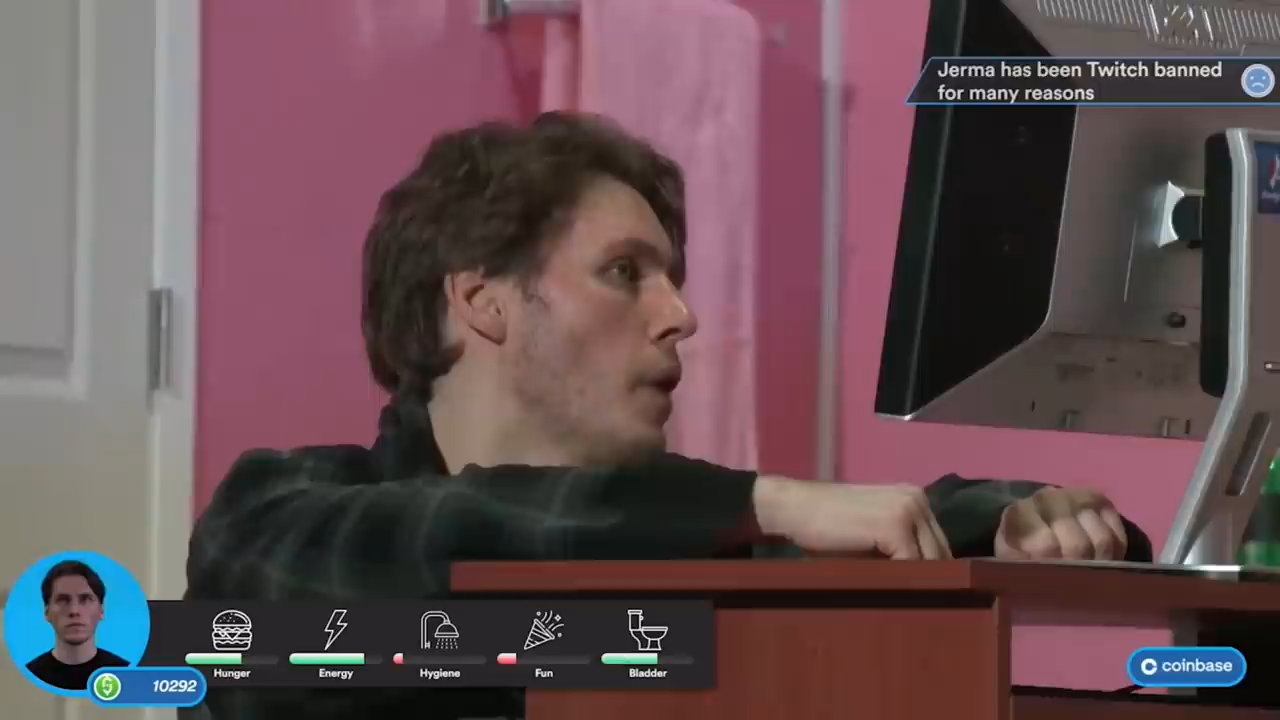 Jerma has been Twitch banned
for many reasons
Hunger
Energy
Hygiene
Fun
Bladder
10292
coinbase